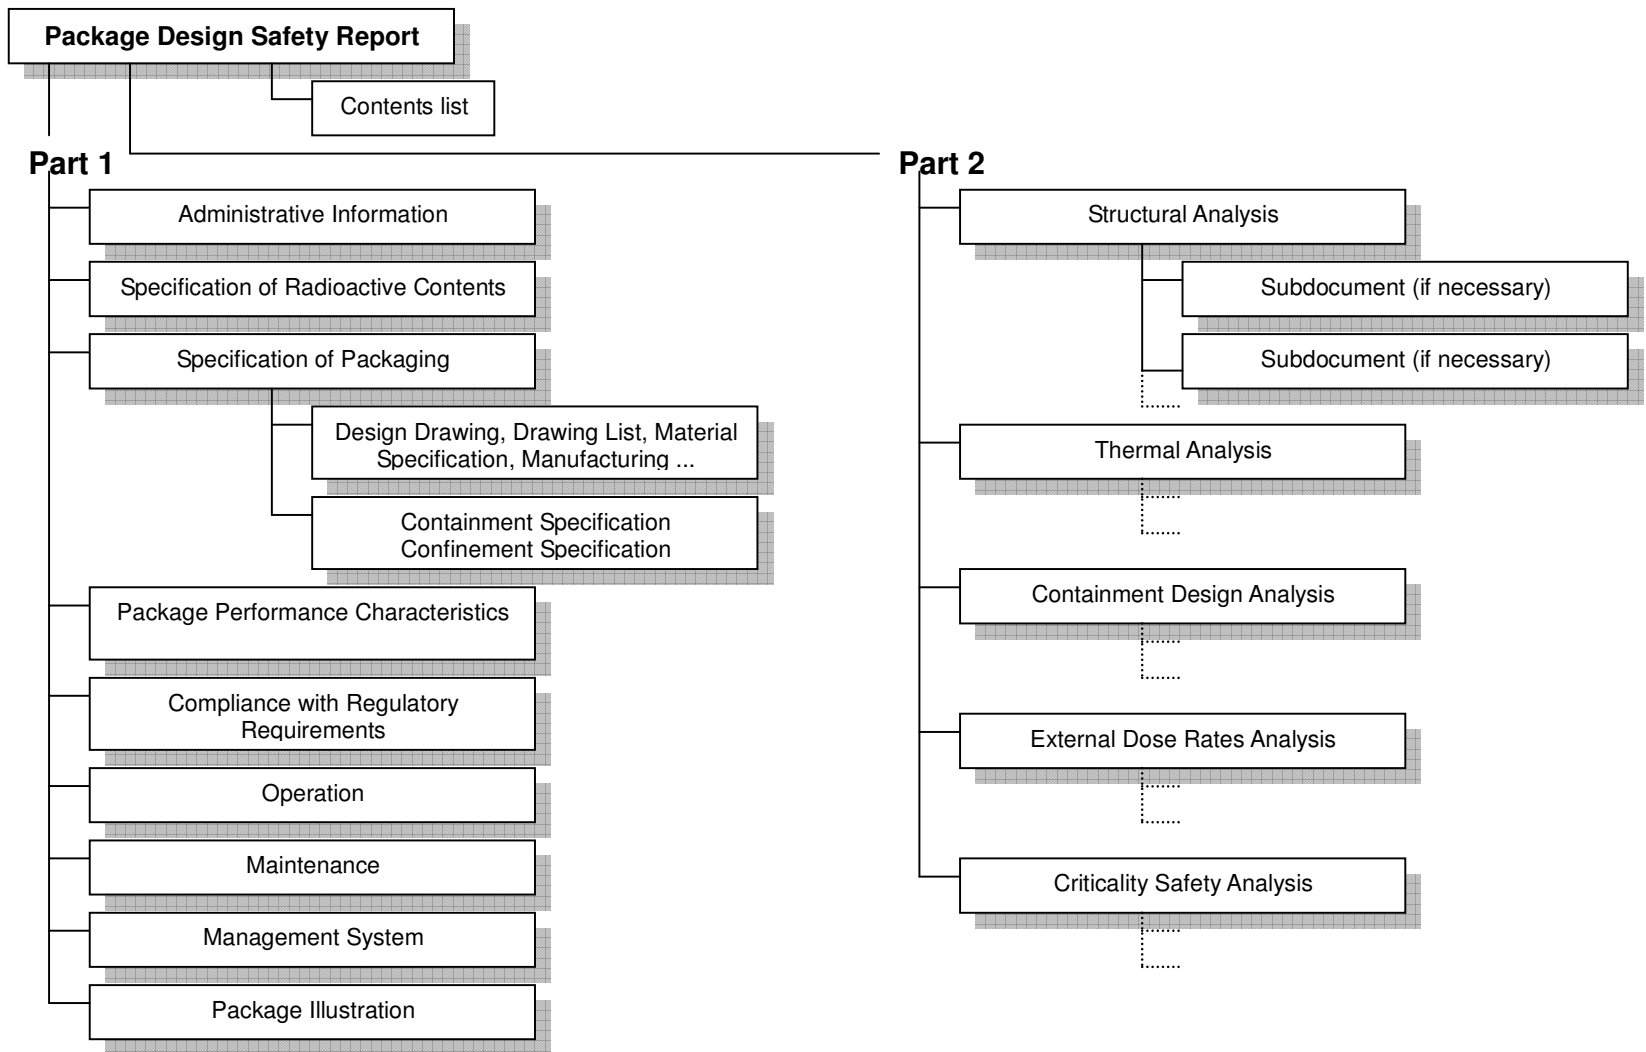 Package Design Safety Report
Contents list
Part 1
Administrative Information
Specification of Radioactive Contents
Specification of Packaging
Design Drawing, Drawing List, Material
Specification, Manufacturing ...
Containment Specification
Confinement Specification
Package Performance Characteristics
Compliance with Regulatory
Requirements
Operation
Maintenance
Management System
Package Illustration
Part 2
Structural Analysis
Subdocument (if necessary)
Subdocument (if necessary)
Thermal Analysis
Containment Design Analysis
External Dose Rates Analysis
Criticality Safety Analysis